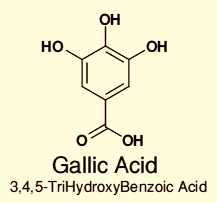 OH
HO OH
O OH
Gallic Acid
3,4,5-TriHydroxyBenzoic Acid